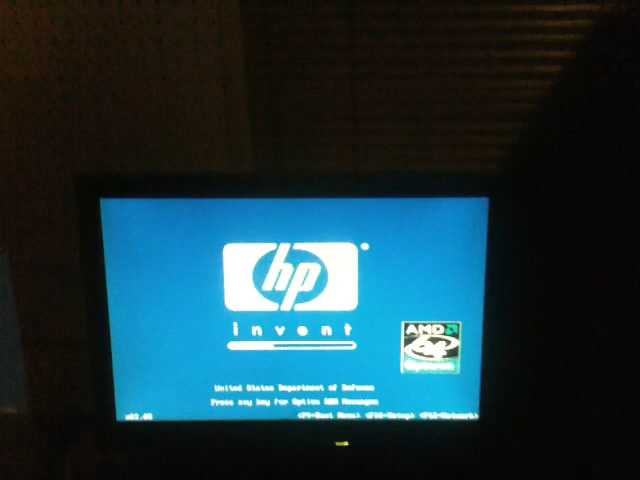 hp
invent
AMD
64
Opteron
United States Department of Defense
Press any key for Option ROM Messages
<F9=Boot Menu> <F10=Setup> <F12=Network>